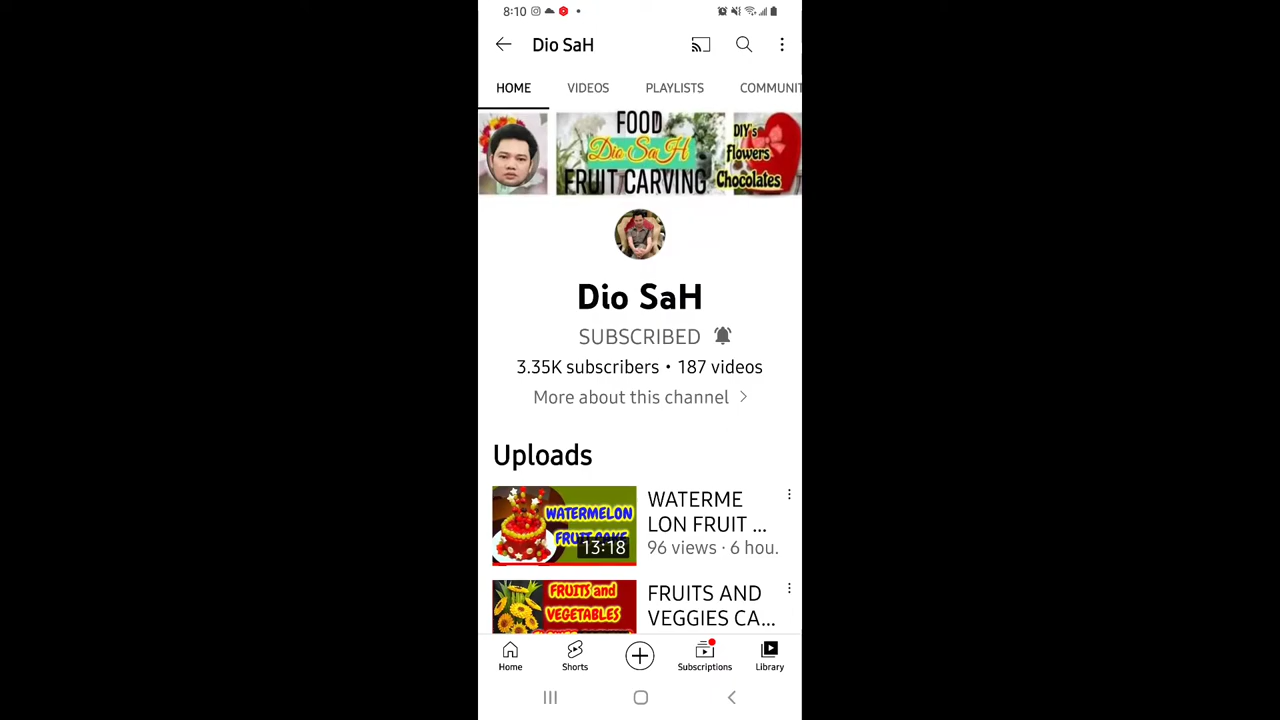 8:10
Dio SaH
HOME VIDEOS PLAYLISTS COMMUNIT
FOOD
Dio SaH
FRUIT CARVING
DIY's
Flowers
Chocolates
Dio SaH
SUBSCRIBED
3.35K subscribers • 187 videos
More about this channel
Uploads
WATERMELON
FRUIT CAKE
13:18
WATERME
LON FRUIT ...
96 views · 6 hou.
FRUITS and
VEGETABLES
FRUITS AND
VEGGIES CA...
Home Shorts Subscriptions Library